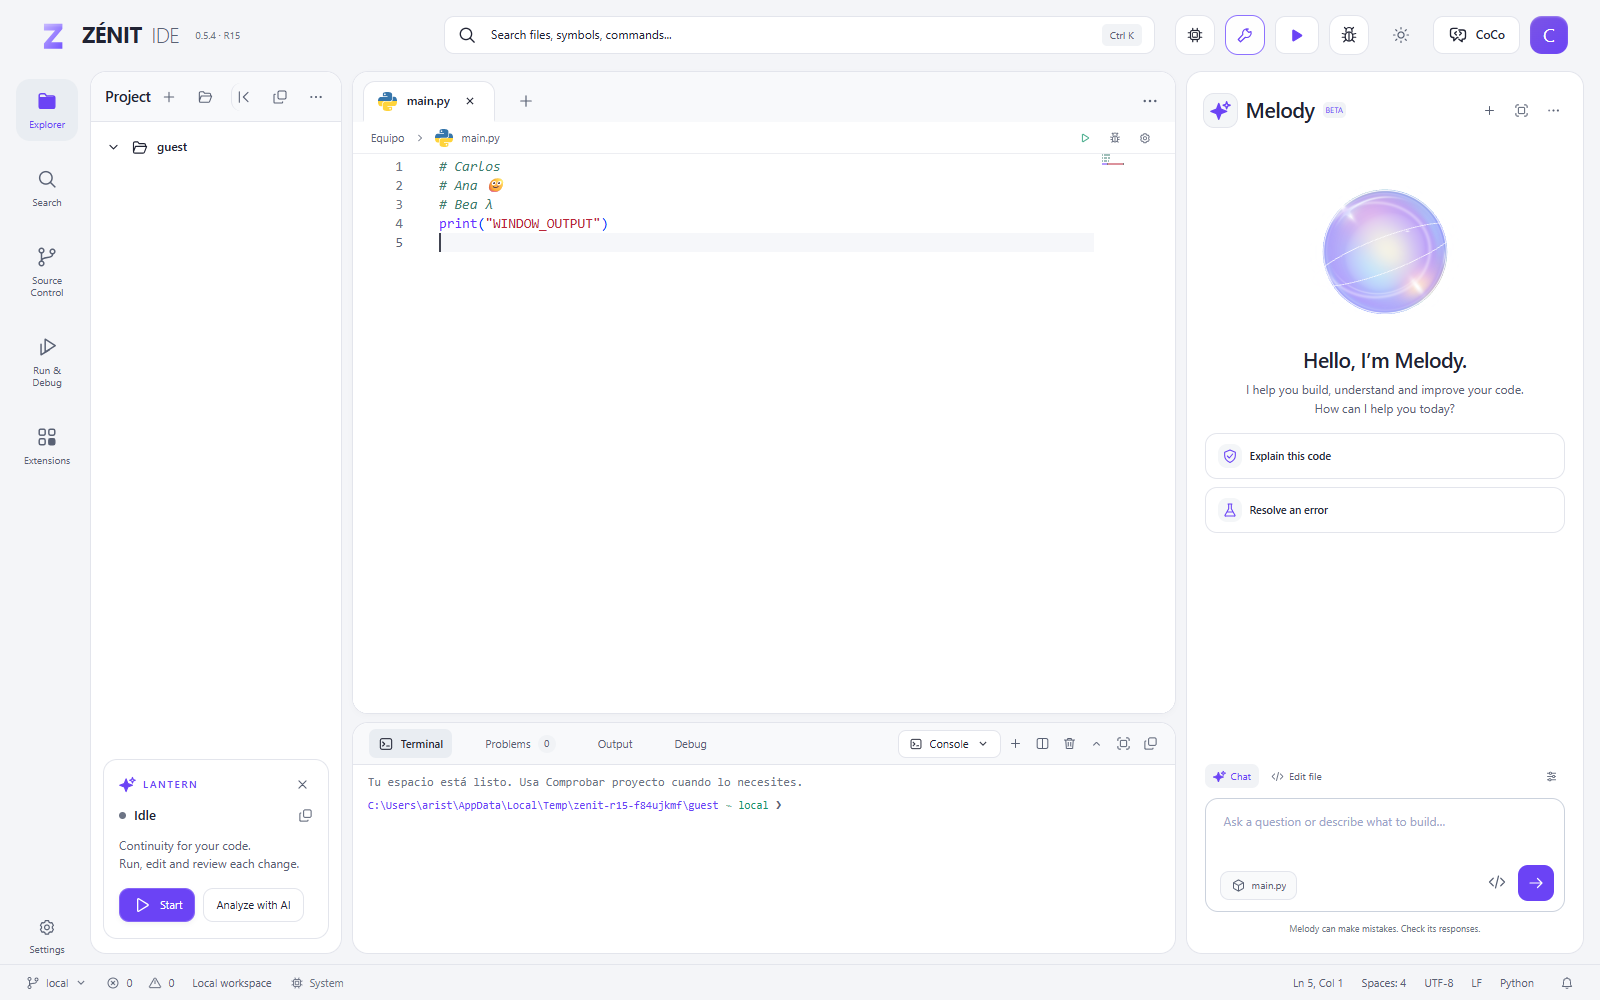 ZÉNIT IDE 0.5.4 · R15
Search files, symbols, commands...
Ctrl K
CoCo
C
Explorer
Search
Source
Control
Run &
Debug
Extensions
Settings
Project
guest
LANTERN
Idle
Continuity for your code.
Run, edit and review each change.
Start
Analyze with AI
main.py
Equipo
main.py
1 # Carlos
2 # Ana 🥳
3 # Bea λ
4 print("WINDOW_OUTPUT")
5
Terminal
Problems 0
Output
Debug
Console
Tu espacio está listo. Usa Comprobar proyecto cuando lo necesites.
C:\Users\arist\AppData\Local\Temp\zenit-r15-f84ujkmf\guest ~ local ❯
Melody BETA
Hello, I'm Melody.
I help you build, understand and improve your code.
How can I help you today?
Explain this code
Resolve an error
Chat
Edit file
Ask a question or describe what to build...
main.py
Melody can make mistakes. Check its responses.
local
0
0
Local workspace
System
Ln 5, Col 1
Spaces: 4
UTF-8
LF
Python